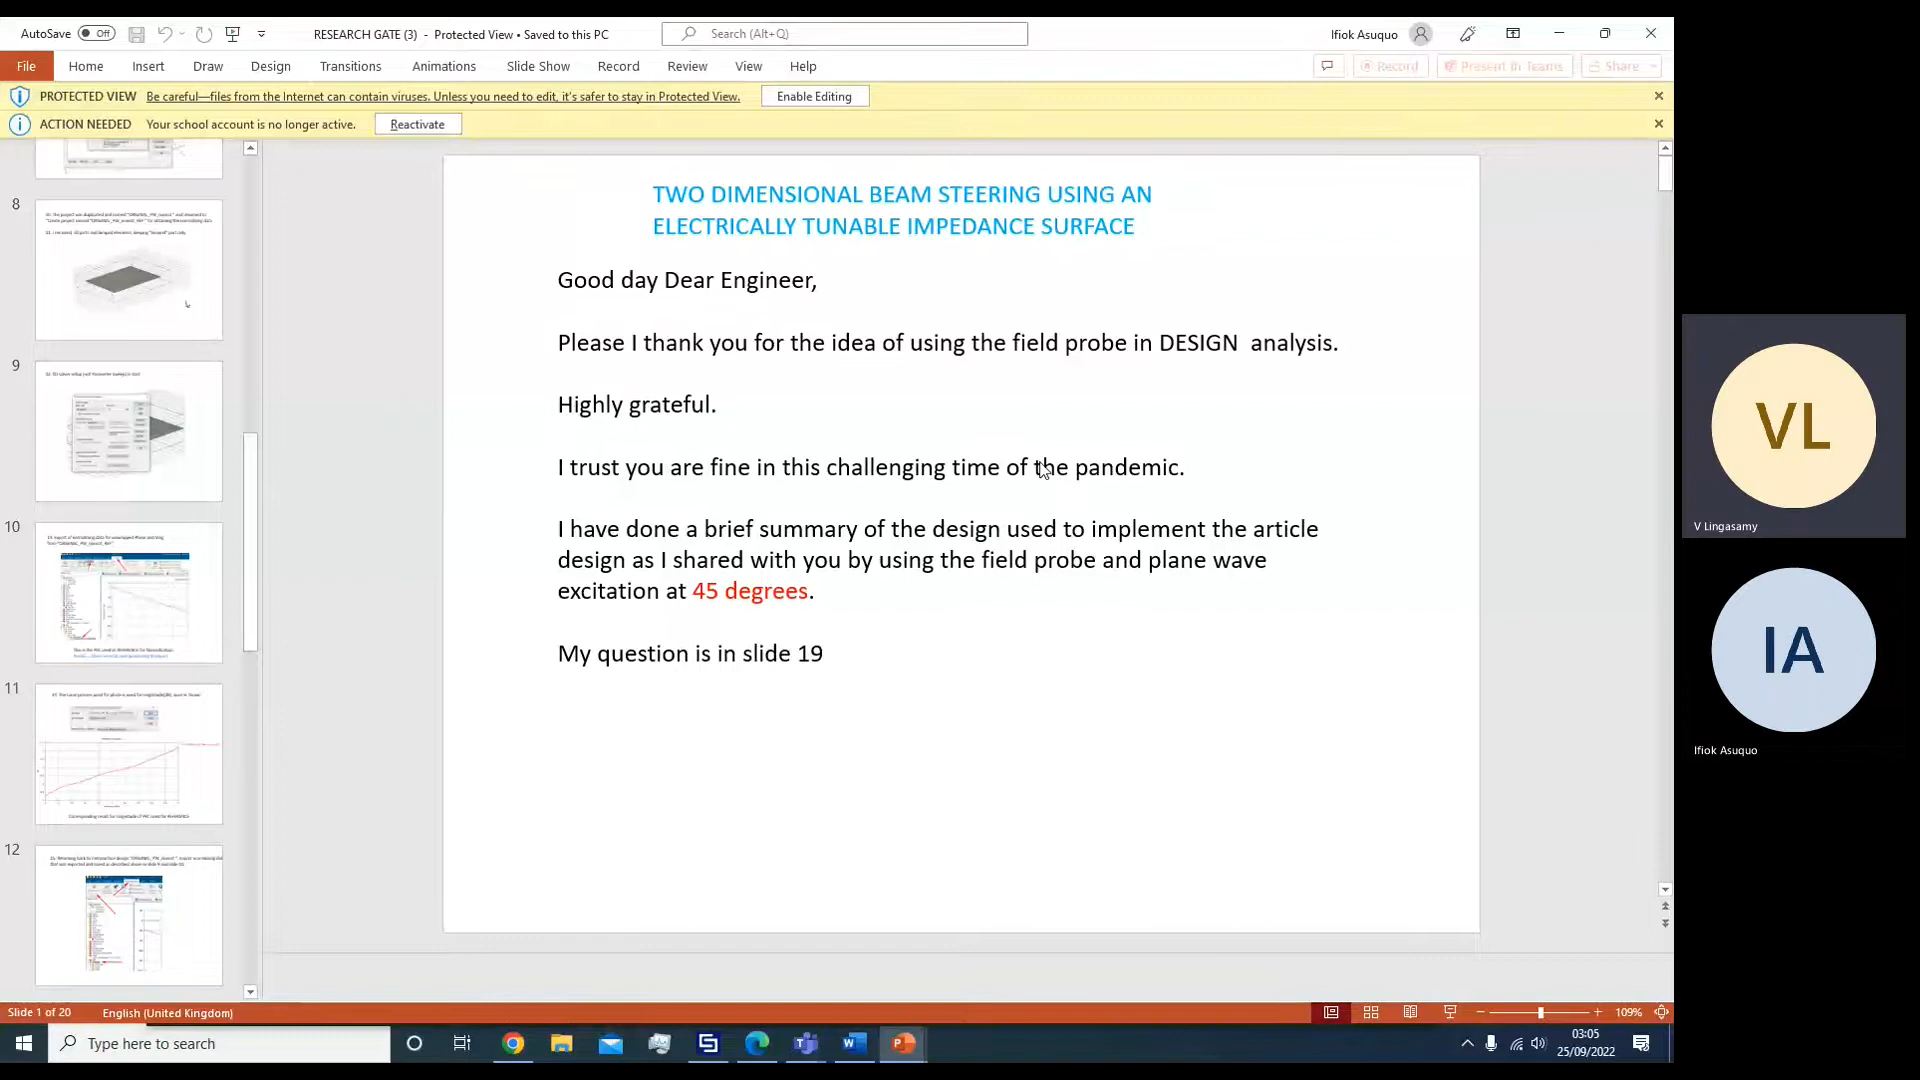 AutoSave Off
RESEARCH GATE (3) - Protected View • Saved to this PC
Search (Alt+Q)
Ifiok Asuquo
File Home Insert Draw Design Transitions Animations Slide Show Record Review View Help
Record Present in Teams Share
PROTECTED VIEW Be careful—files from the Internet can contain viruses. Unless you need to edit, it's safer to stay in Protected View. Enable Editing
ACTION NEEDED Your school account is no longer active. Reactivate
8
9
10
11
12
TWO DIMENSIONAL BEAM STEERING USING AN
ELECTRICALLY TUNABLE IMPEDANCE SURFACE
Good day Dear Engineer,
Please I thank you for the idea of using the field probe in DESIGN analysis.
Highly grateful.
I trust you are fine in this challenging time of the pandemic.
I have done a brief summary of the design used to implement the article
design as I shared with you by using the field probe and plane wave
excitation at 45 degrees.
My question is in slide 19
VL
V Lingasamy
IA
Ifiok Asuquo
Slide 1 of 20 English (United Kingdom)
109%
Type here to search
03:05
25/09/2022